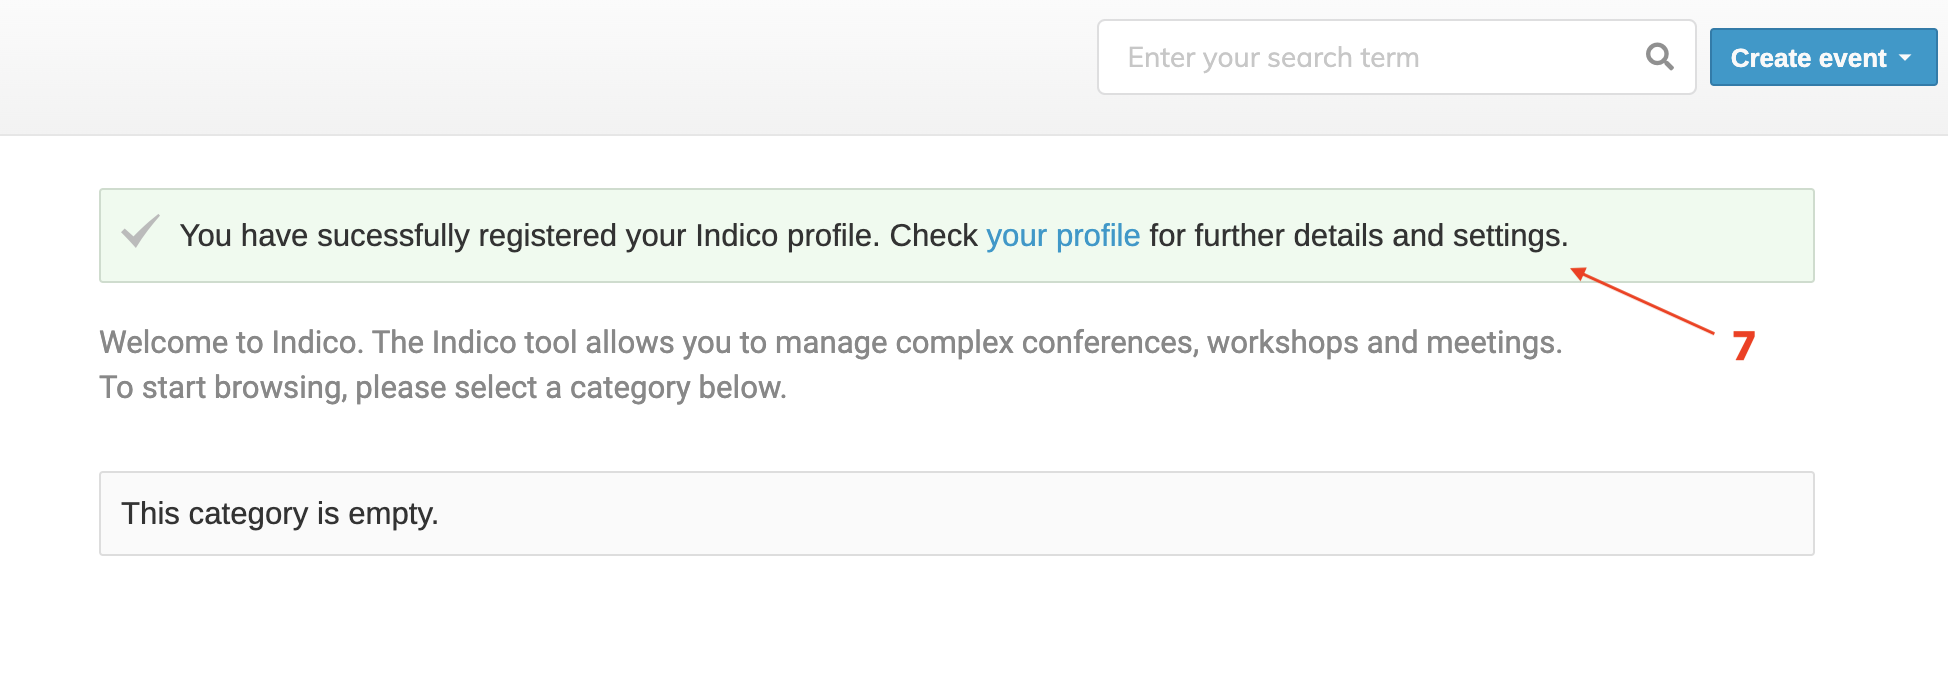 Enter your search term
Create event
You have sucessfully registered your Indico profile. Check your profile for further details and settings.
7
Welcome to Indico. The Indico tool allows you to manage complex conferences, workshops and meetings.
To start browsing, please select a category below.
This category is empty.